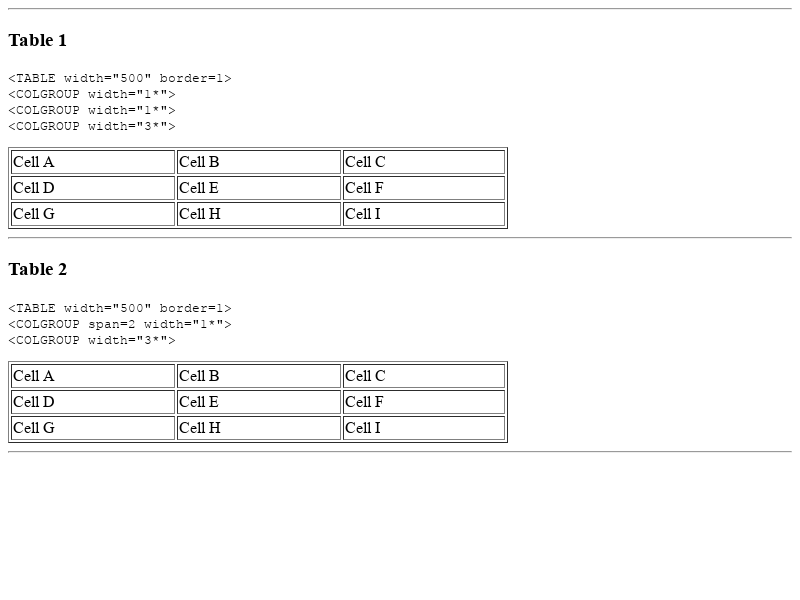 Table 1
<TABLE width="500" border=1>
<COLGROUP width="1*">
<COLGROUP width="1*">
<COLGROUP width="3*">
Cell A Cell B Cell C
Cell D Cell E Cell F
Cell G Cell H Cell I
Table 2
<TABLE width="500" border=1>
<COLGROUP span=2 width="1*">
<COLGROUP width="3*">
Cell A Cell B Cell C
Cell D Cell E Cell F
Cell G Cell H Cell I